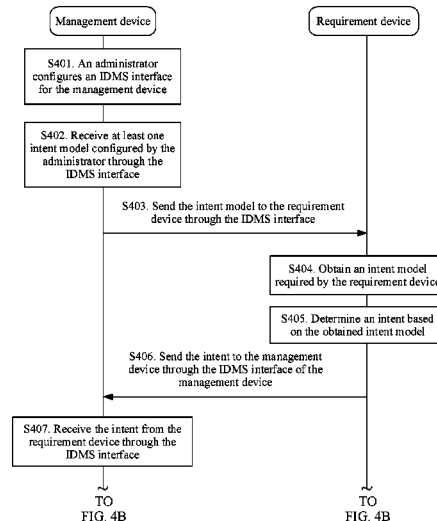 Management device
Requirement device
S401. An administrator
configures an IDMS interface
for the management device
S402. Receive at least one
intent model configured by the
administrator through the
IDMS interface
S403. Send the intent model to the requirement
device through the IDMS interface
S404. Obtain an intent model
required by the requirement device
S405. Determine an intent based
on the obtained intent model
S406. Send the intent to the management
device through the IDMS interface of
the management device
S407. Receive the intent from the
requirement device through the
IDMS interface
TO
FIG. 4B
TO
FIG. 4B